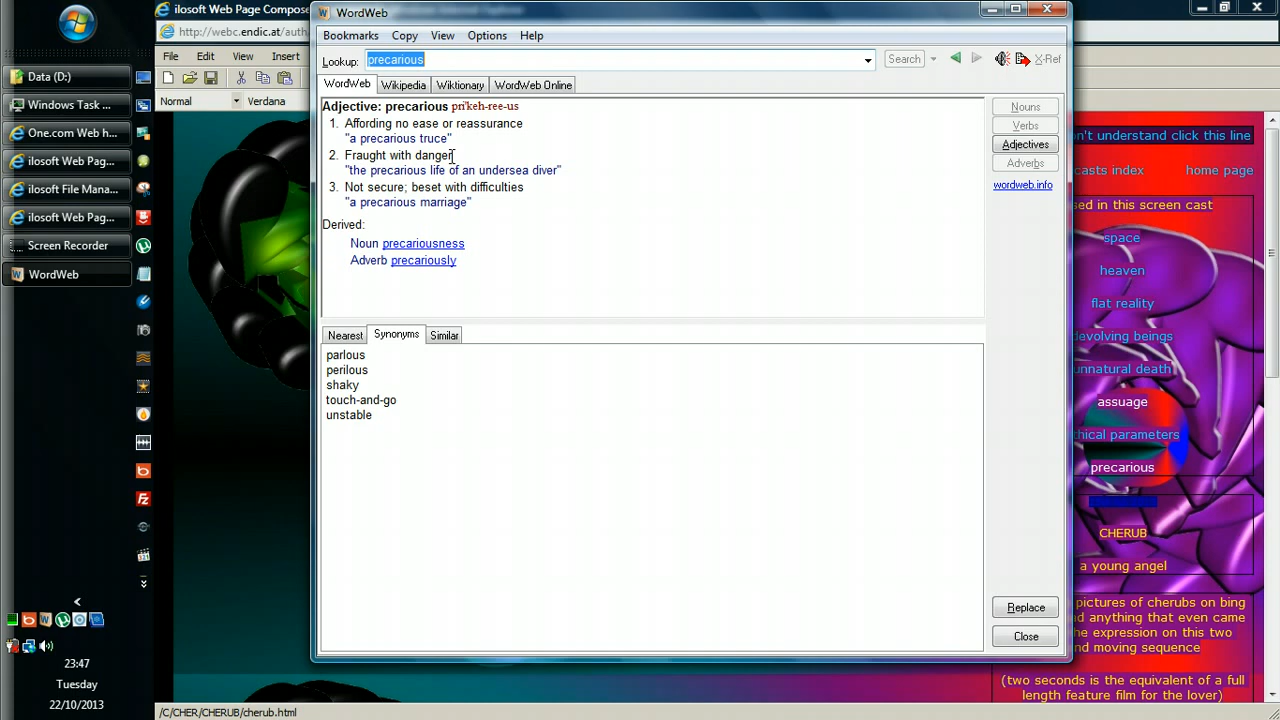 ilosoft Web Page Compose
WordWeb
http://webc.endic.at/auth
File Edit View Insert
Normal Verdana
Bookmarks Copy View Options Help
Lookup: precarious Search X-Ref
WordWeb Wikipedia Wiktionary WordWeb Online
Adjective: precarious pri'keh-ree-us
1. Affording no ease or reassurance
"a precarious truce"
2. Fraught with danger
"the precarious life of an undersea diver"
3. Not secure; beset with difficulties
"a precarious marriage"
Derived:
Noun precariousness
Adverb precariously
Nouns
Verbs
Adjectives
Adverbs
wordweb.info
Nearest Synonyms Similar
parlous
perilous
shaky
touch-and-go
unstable
Replace
Close
Data (D:)
Windows Task ...
One.com Web h...
ilosoft Web Pag...
ilosoft File Mana...
ilosoft Web Pag...
Screen Recorder
WordWeb
23:47
Tuesday
22/10/2013
n't understand click this line
casts index home page
sed in this screen cast
space
heaven
flat reality
devolving beings
unnatural death
assuage
thical parameters
precarious
CHERUB
a young angel
pictures of cherubs on bing
nd anything that even came
he expression on this two
nd moving sequence
(two seconds is the equivalent of a full
length feature film for the lover)
/C/CHER/CHERUB/cherub.html